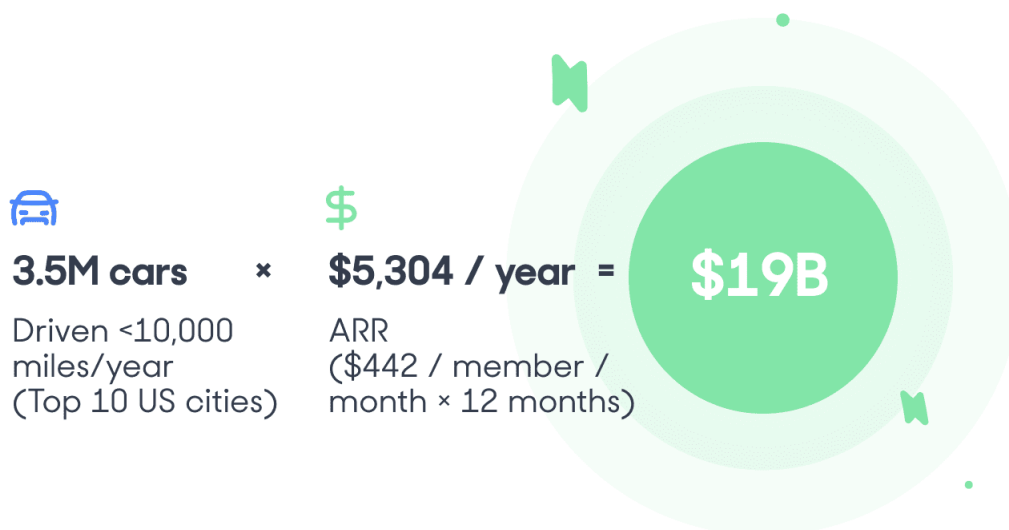 3.5M cars × $5,304 / year = $19B
Driven <10,000
miles/year
(Top 10 US cities)
ARR
($442 / member /
month × 12 months)